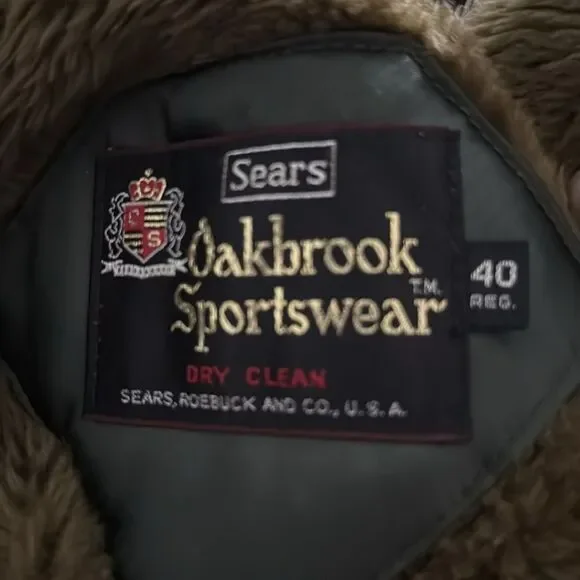 Sears
Oakbrook
Sportswear T.M.
40
REG.
DRY CLEAN
SEARS, ROEBUCK AND CO., U.S.A.